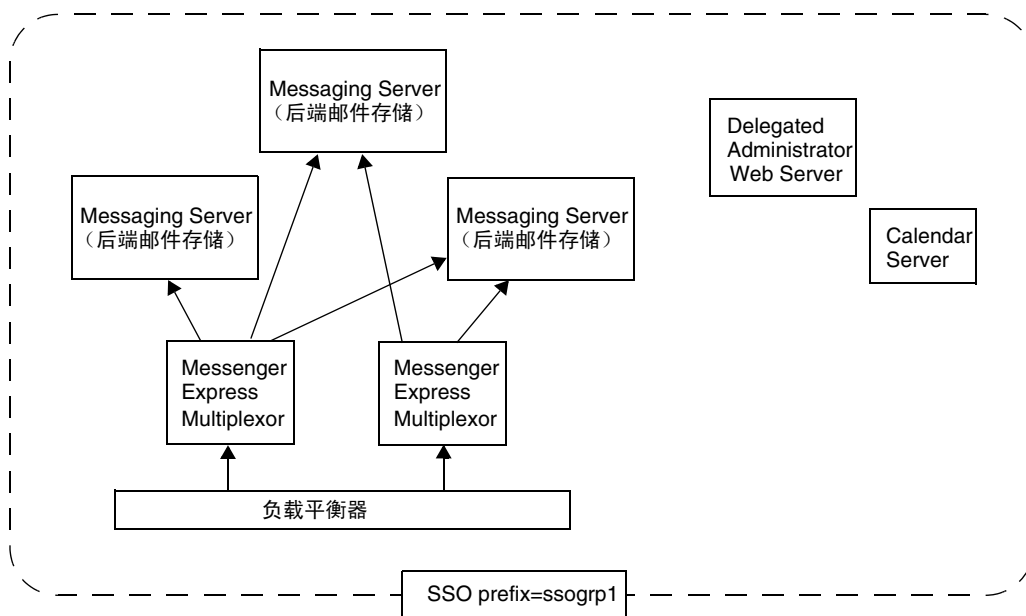 Messaging Server
（后端邮件存储）
Delegated
Administrator
Web Server
Messaging Server
（后端邮件存储）
Messaging Server
（后端邮件存储）
Calendar
Server
Messenger
Express
Multiplexor
Messenger
Express
Multiplexor
负载平衡器
SSO prefix=ssogrp1